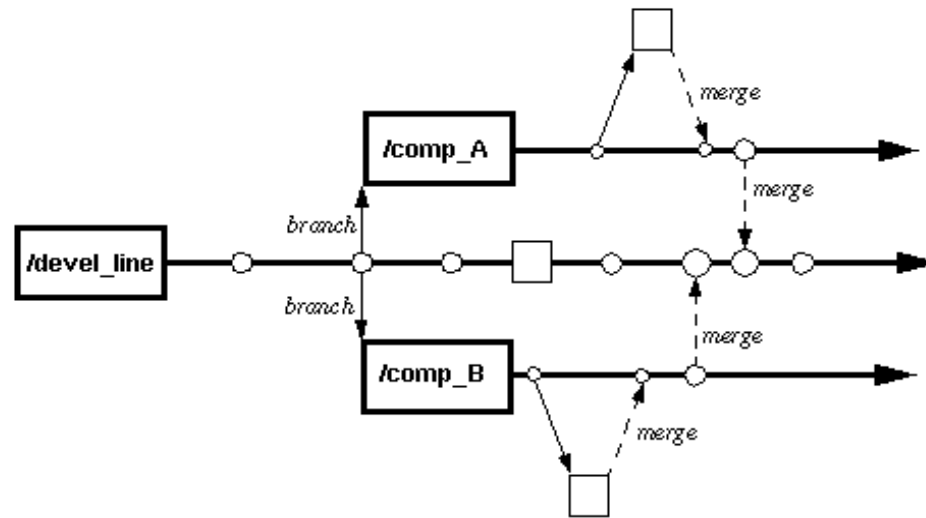 merge
/comp_A
merge
branch
/devel_line
branch
merge
/comp_B
merge